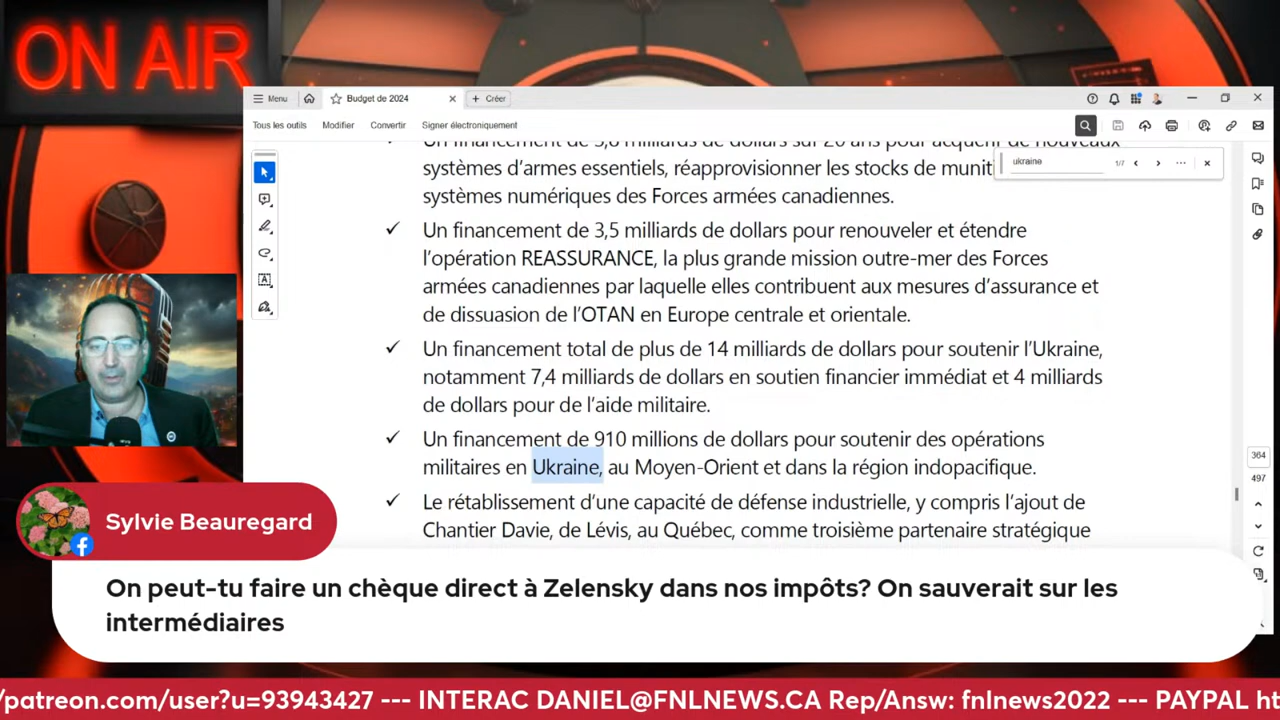 ON AIR
Menu
Budget de 2024
Créer
Tous les outils
Modifier
Convertir
Signer électroniquement
ukraine
1/7
systèmes d'armes essentiels, réapprovisionner les stocks de munit
systèmes numériques des Forces armées canadiennes.
Un financement de 3,5 milliards de dollars pour renouveler et étendre
l'opération REASSURANCE, la plus grande mission outre-mer des Forces
armées canadiennes par laquelle elles contribuent aux mesures d'assurance et
de dissuasion de l'OTAN en Europe centrale et orientale.
Un financement total de plus de 14 milliards de dollars pour soutenir l'Ukraine,
notamment 7,4 milliards de dollars en soutien financier immédiat et 4 milliards
de dollars pour de l'aide militaire.
Un financement de 910 millions de dollars pour soutenir des opérations
militaires en Ukraine, au Moyen-Orient et dans la région indopacifique.
Le rétablissement d'une capacité de défense industrielle, y compris l'ajout de
Chantier Davie, de Lévis, au Québec, comme troisième partenaire stratégique
364
497
Sylvie Beauregard
On peut-tu faire un chèque direct à Zelensky dans nos impôts? On sauverait sur les
intermédiaires
/patreon.com/user?u=93943427 --- INTERAC DANIEL@FNLNEWS.CA Rep/Answ: fnlnews2022 --- PAYPAL ht